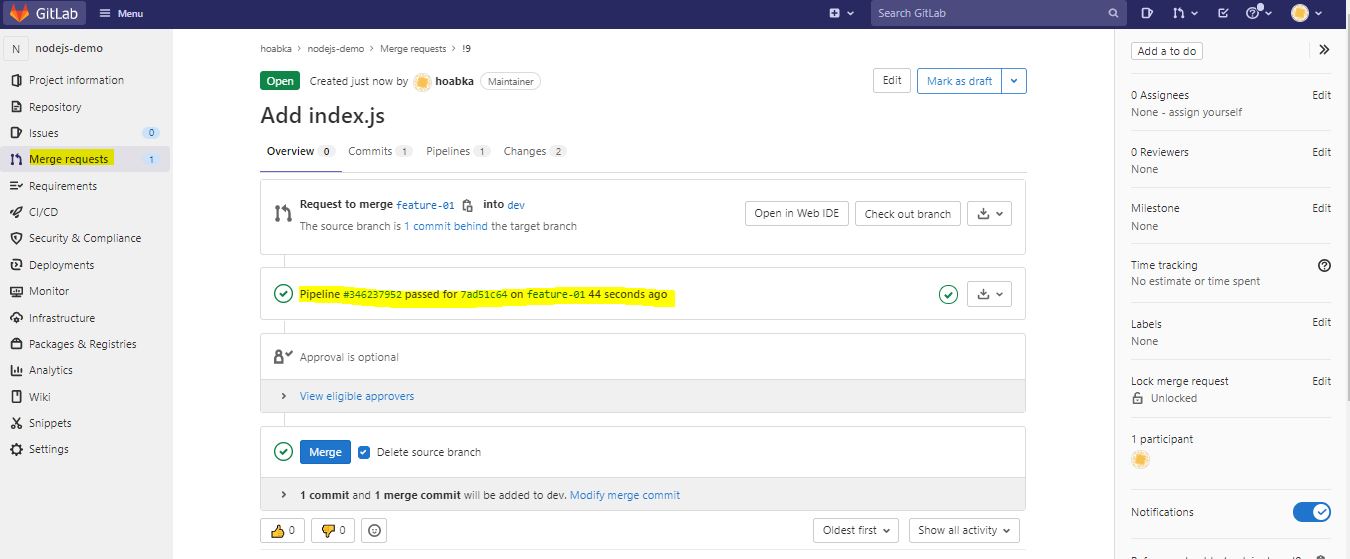 GitLab Menu Search GitLab
N nodejs-demo
Project information
Repository
Issues 0
Merge requests 1
Requirements
CI/CD
Security & Compliance
Deployments
Monitor
Infrastructure
Packages & Registries
Analytics
Wiki
Snippets
Settings
hoabka > nodejs-demo > Merge requests > !9
Open Created just now by hoabka Maintainer
Edit Mark as draft
Add index.js
Overview 0 Commits 1 Pipelines 1 Changes 2
Request to merge feature-01 into dev
The source branch is 1 commit behind the target branch
Open in Web IDE Check out branch
Pipeline #346237952 passed for 7ad51c64 on feature-01 44 seconds ago
Approval is optional
> View eligible approvers
Merge Delete source branch
> 1 commit and 1 merge commit will be added to dev. Modify merge commit
0 0 Oldest first Show all activity
Add a to do
0 Assignees Edit
None - assign yourself
0 Reviewers Edit
None
Milestone Edit
None
Time tracking
No estimate or time spent
Labels Edit
None
Lock merge request Edit
Unlocked
1 participant
Notifications